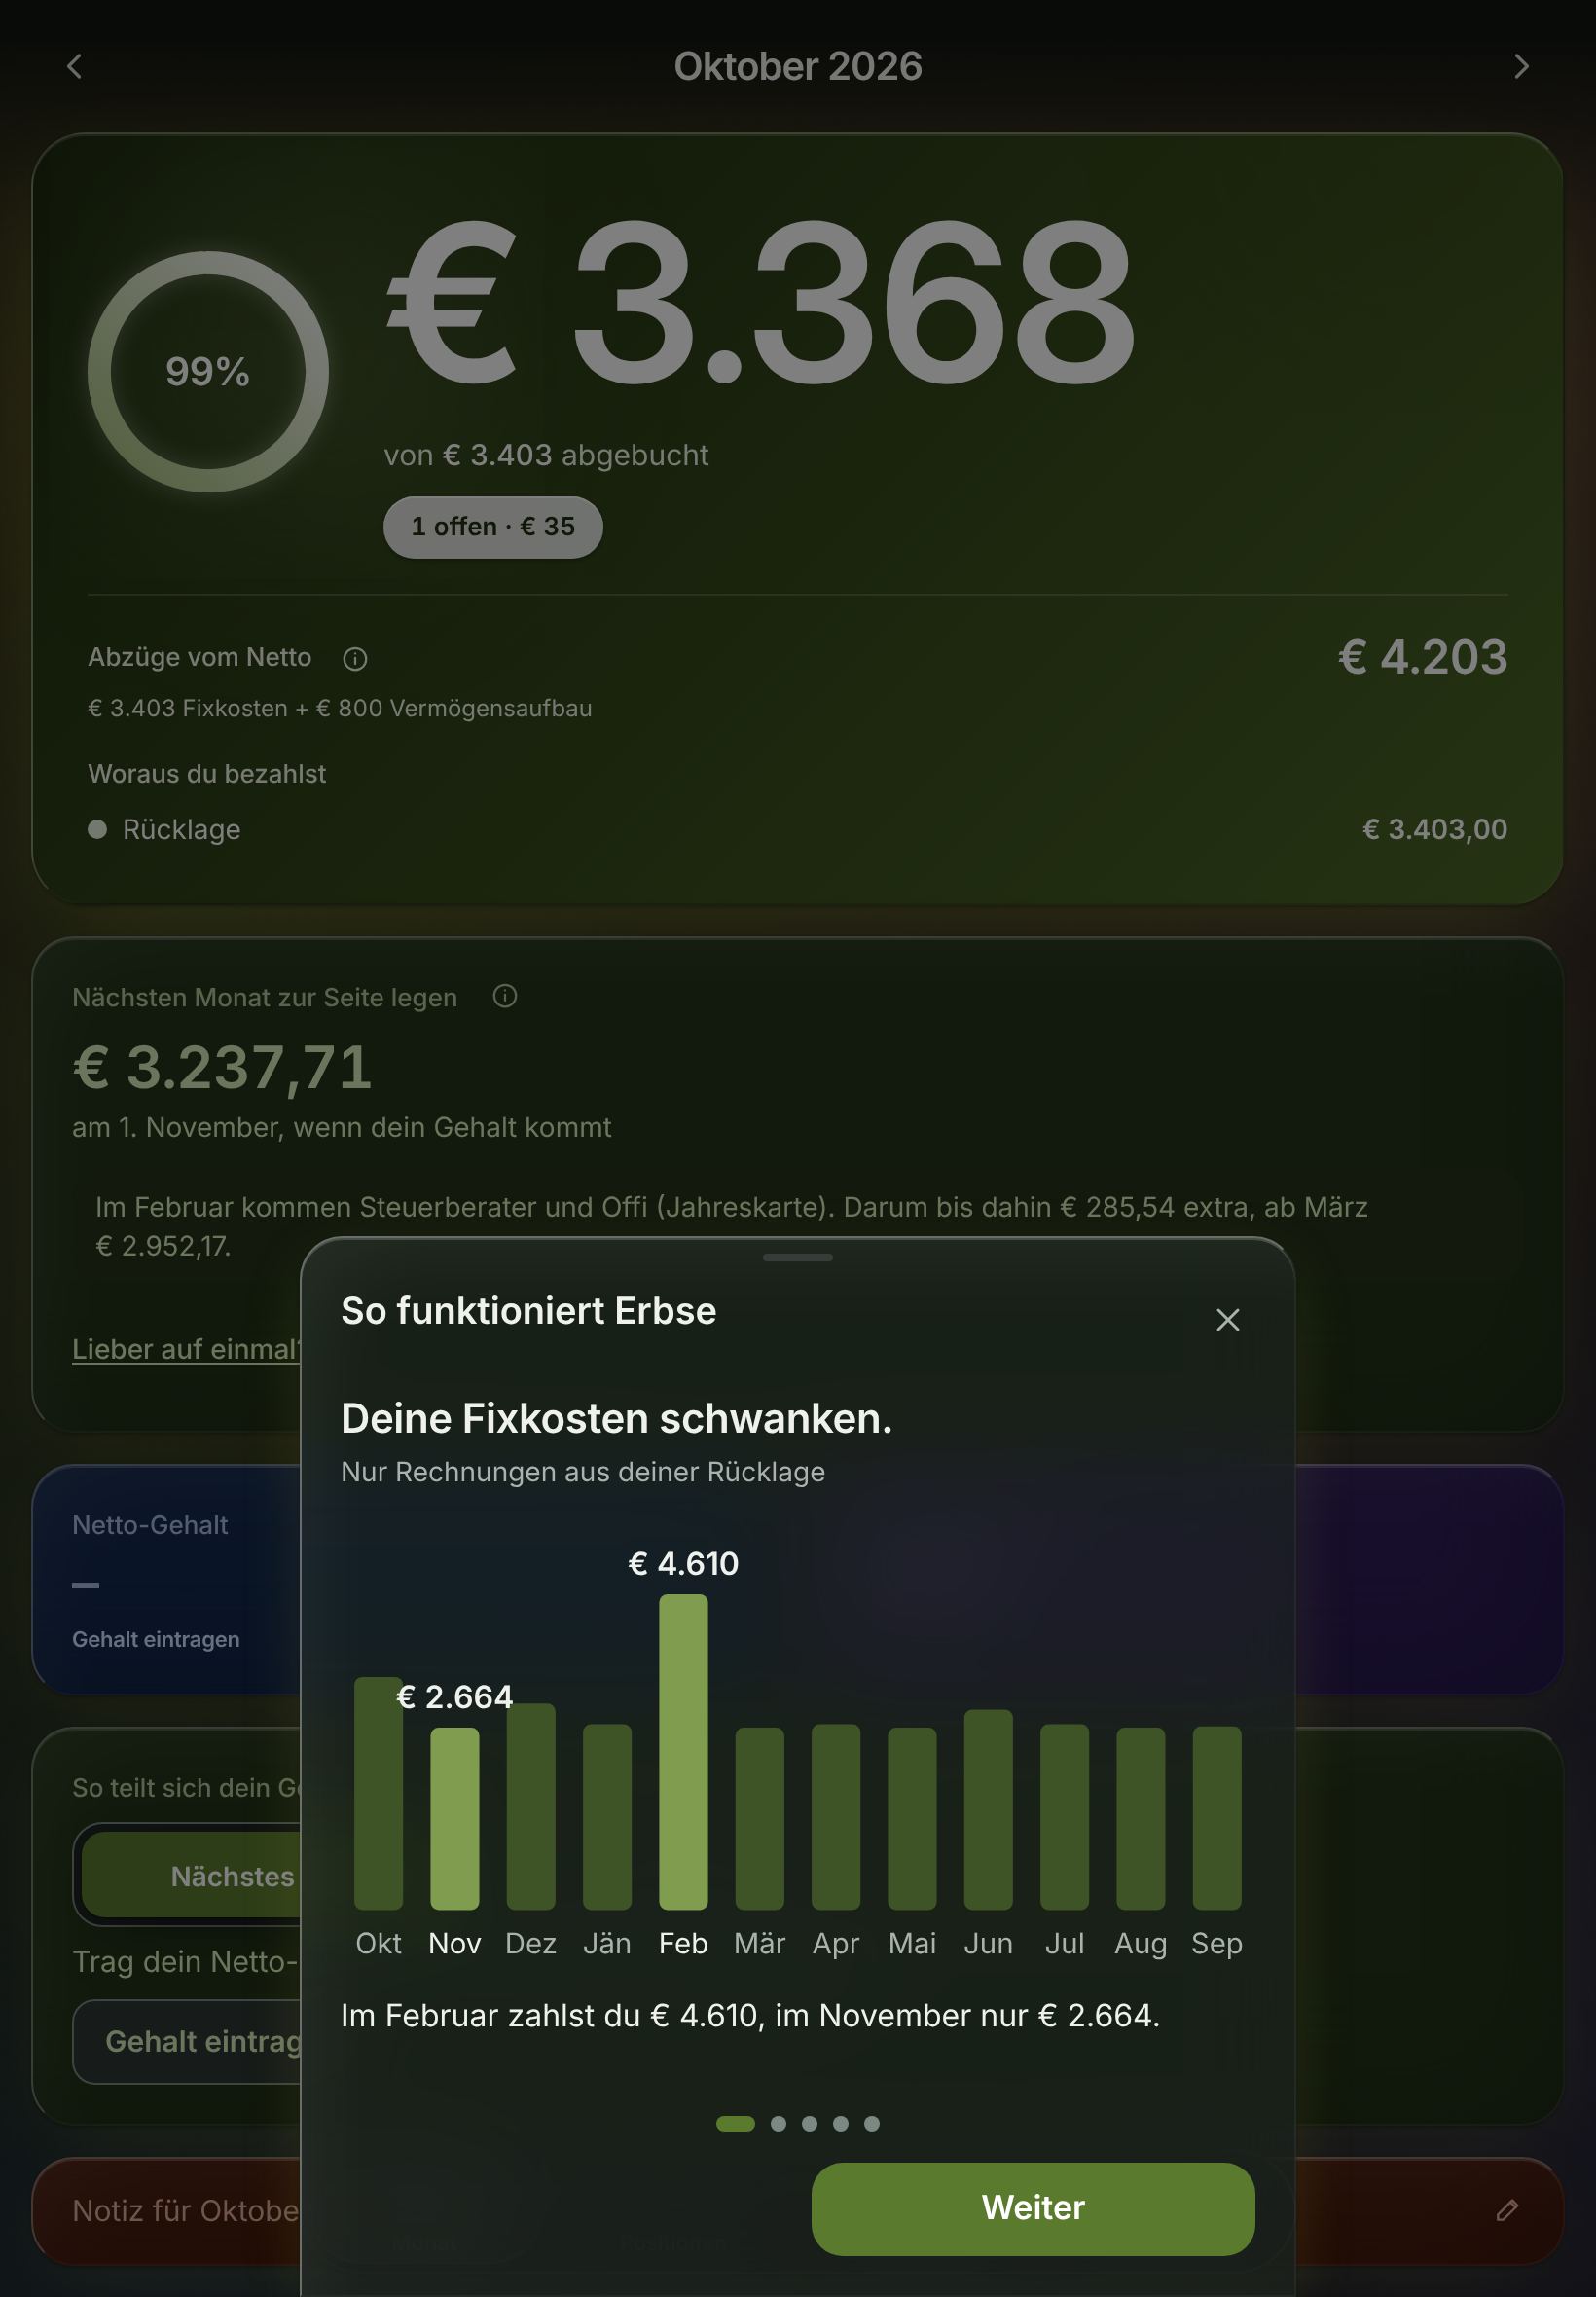 Oktober 2026
99%
€ 3.368
von € 3.403 abgebucht
1 offen · € 35
Abzüge vom Netto
€ 4.203
€ 3.403 Fixkosten + € 800 Vermögensaufbau
Woraus du bezahlst
Rücklage
€ 3.403,00
Nächsten Monat zur Seite legen
€ 3.237,71
am 1. November, wenn dein Gehalt kommt
Im Februar kommen Steuerberater und Offi (Jahreskarte). Darum bis dahin € 285,54 extra, ab März
€ 2.952,17.
Lieber auf einmal?
Netto-Gehalt
–
Gehalt eintragen
So teilt sich dein
Nächstes
Trag dein Netto-
Gehalt eintrag
Notiz für Oktobe
So funktioniert Erbse
Deine Fixkosten schwanken.
Nur Rechnungen aus deiner Rücklage
€ 4.610
€ 2.664
Okt Nov Dez Jän Feb Mär Apr Mai Jun Jul Aug Sep
Im Februar zahlst du € 4.610, im November nur € 2.664.
Weiter